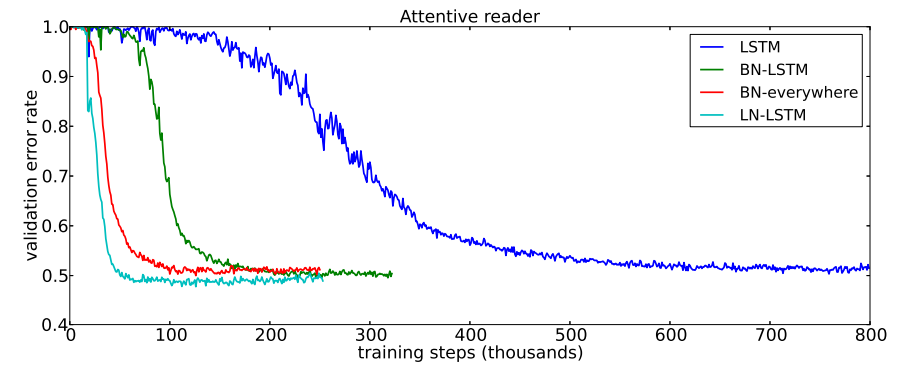 Attentive reader
1.0
0.9
0.8
0.7
0.6
0.5
0.4
validation error rate
LSTM
BN-LSTM
BN-everywhere
LN-LSTM
0 100 200 300 400 500 600 700 800
training steps (thousands)